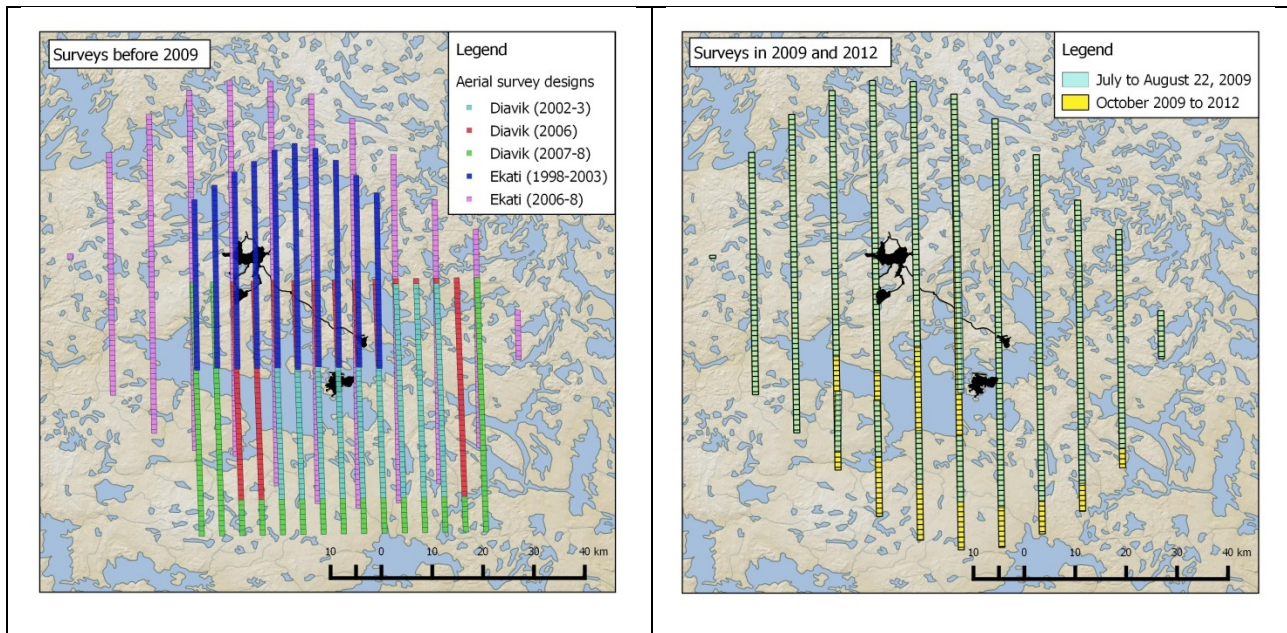 Surveys before 2009
Legend
Aerial survey designs
Diavik (2002-3)
Diavik (2006)
Diavik (2007-8)
Ekati (1998-2003)
Ekati (2006-8)
10 0 10 20 30 40 km
Surveys in 2009 and 2012
Legend
July to August 22, 2009
October 2009 to 2012
10 0 10 20 30 40 km